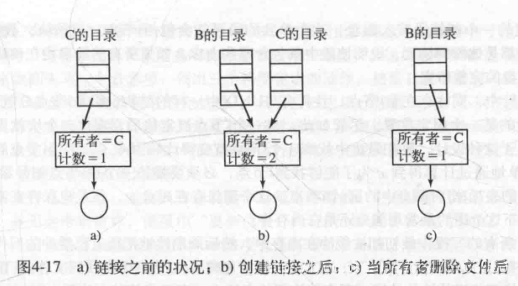 C的目录
B的目录
C的目录
B的目录
所有者=C
计数=1
所有者=C
计数=2
所有者=C
计数=1
a)
b)
c)
图4-17 a) 链接之前的状况；b) 创建链接之后，c) 当所有者删除文件后